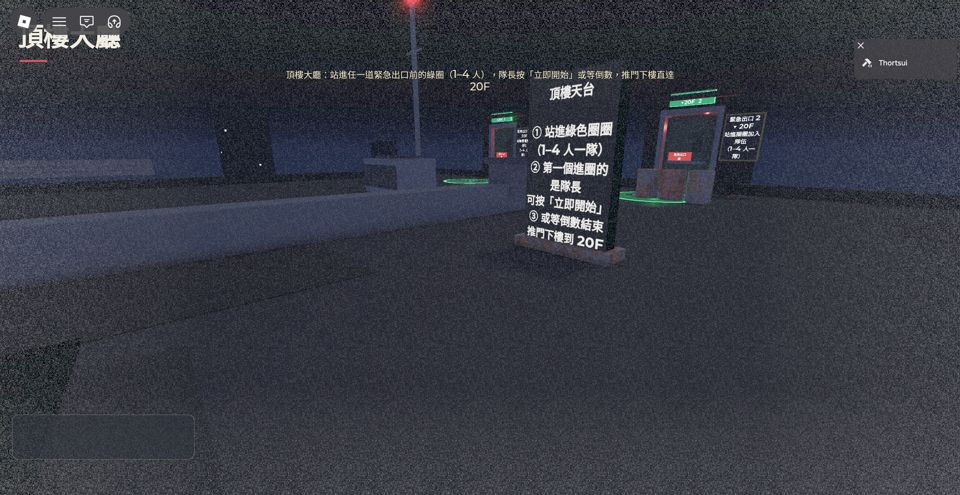 頂樓大廳
頂樓大廳：站進任一道緊急出口前的綠圈（1–4 人），隊長按「立即開始」或等倒數，推門下樓直達
20F
Thortsui
頂樓天台
① 站進綠色圈圈
（1–4 人一隊）
② 第一個進圈的
是隊長
可按「立即開始」
③ 或等倒數結束
推門下樓到 20F
緊急出口 2
▼ 20F
站進圈圈加入
隊伍
（1–4 人一
隊）